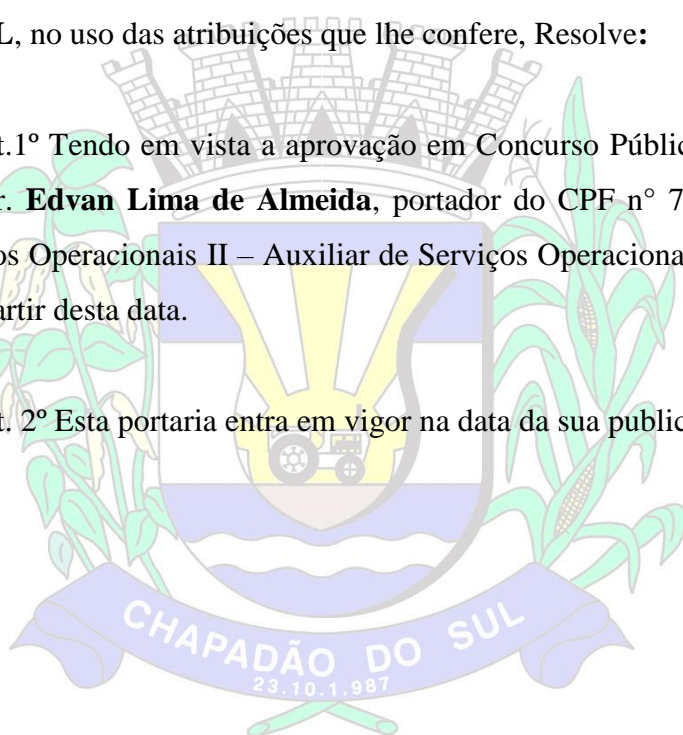 L, no uso das atribuições que lhe confere, Resolve:
t.1º Tendo em vista a aprovação em Concurso Públic
r. Edvan Lima de Almeida, portador do CPF n° 7
os Operacionais II – Auxiliar de Serviços Operaciona
artir desta data.
t. 2º Esta portaria entra em vigor na data da sua public
CHAPADÃO DO SUL
23.10.1.987